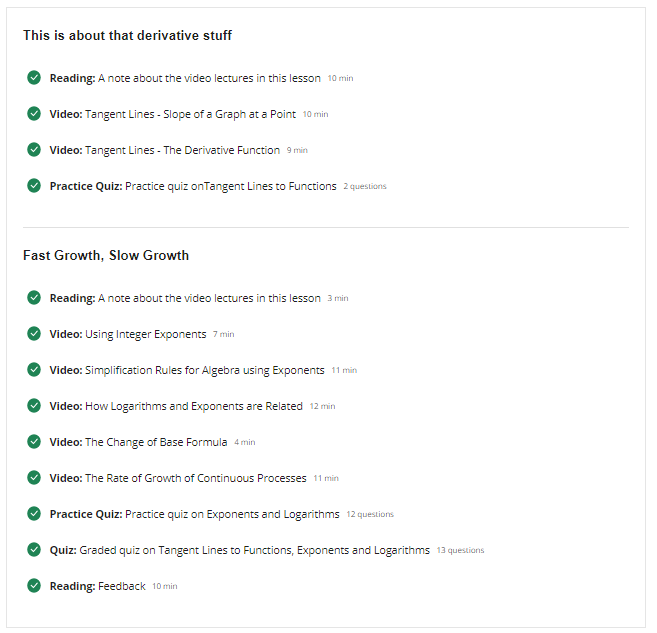 This is about that derivative stuff
Reading: A note about the video lectures in this lesson 10 min
Video: Tangent Lines - Slope of a Graph at a Point 10 min
Video: Tangent Lines - The Derivative Function 9 min
Practice Quiz: Practice quiz onTangent Lines to Functions 2 questions
Fast Growth, Slow Growth
Reading: A note about the video lectures in this lesson 3 min
Video: Using Integer Exponents 7 min
Video: Simplification Rules for Algebra using Exponents 11 min
Video: How Logarithms and Exponents are Related 12 min
Video: The Change of Base Formula 4 min
Video: The Rate of Growth of Continuous Processes 11 min
Practice Quiz: Practice quiz on Exponents and Logarithms 12 questions
Quiz: Graded quiz on Tangent Lines to Functions, Exponents and Logarithms 13 questions
Reading: Feedback 10 min